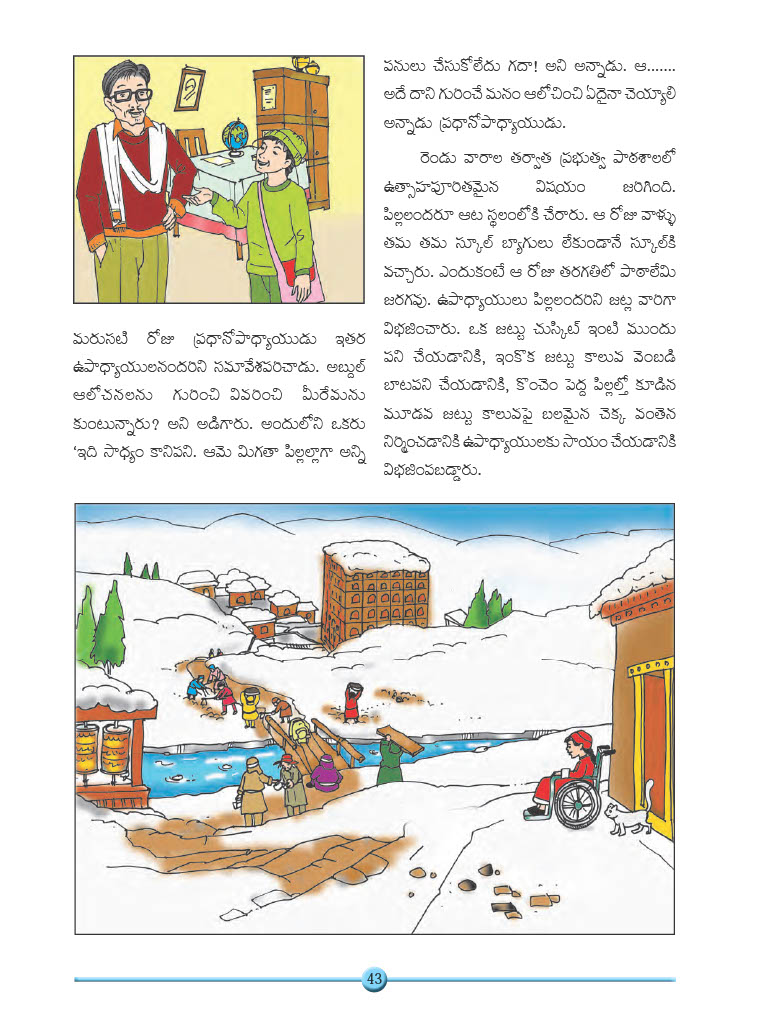 మరుసటి రోజు ప్రధానోపాధ్యాయుడు ఇతర
ఉపాధ్యాయులనందరిని సమావేశపరిచాడు. అబ్దుల్
ఆలోచనలను గురించి వివరించి మీరేమను
కుంటున్నారు? అని అడిగారు. అందులోని ఒకరు
‘ఇది సాధ్యం కానిపని. ఆమె మిగతా పిల్లల్లాగా అన్ని
పనులు చేసుకోలేదు గదా! అని అన్నాడు. ఆ.......
అదే దాని గురించే మనం ఆలోచించి ఏదైనా చెయ్యాలి
అన్నాడు ప్రధానోపాధ్యాయుడు.
రెండు వారాల తర్వాత ప్రభుత్వ పాఠశాలలో
ఉత్సాహపూరితమైన విషయం జరిగింది.
పిల్లలందరూ ఆట స్థలంలోకి చేరారు. ఆ రోజు వాళ్ళు
తమ తమ స్కూల్ బ్యాగులు లేకుండానే స్కూల్‌కి
వచ్చారు. ఎందుకంటే ఆ రోజు తరగతిలో పాఠాలేమి
జరగవు. ఉపాధ్యాయులు పిల్లలందరిని జట్ల వారిగా
విభజించారు. ఒక జట్టు చుస్కిట్ ఇంటి ముందు
పని చేయడానికి, ఇంకొక జట్టు కాలువ వెంబడి
బాటపని చేయడానికి, కొంచెం పెద్ద పిల్లల్తో కూడిన
మూడవ జట్టు కాలువపై బలమైన చెక్క వంతెన
నిర్మించడానికి ఉపాధ్యాయులకు సాయం చేయడానికి
విభజింపబడ్డారు.
43